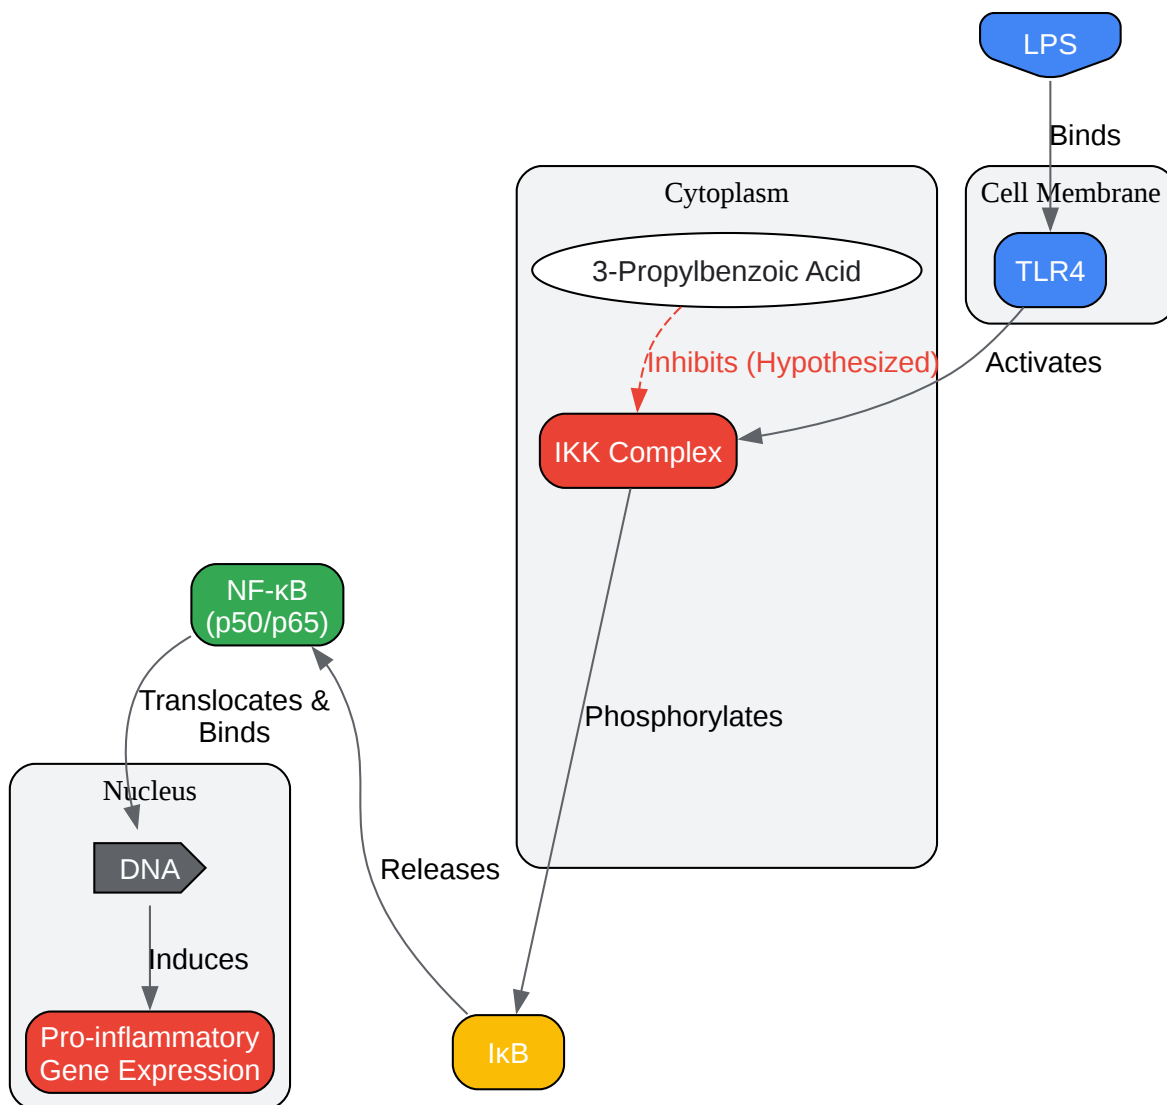 LPS
Binds
Cytoplasm
Cell Membrane
3-Propylbenzoic Acid
TLR4
Inhibits (Hypothesized)
Activates
IKK Complex
NF-κB
(p50/p65)
Translocates &
Binds
Phosphorylates
Nucleus
DNA
Releases
Induces
Pro-inflammatory
Gene Expression
IκB